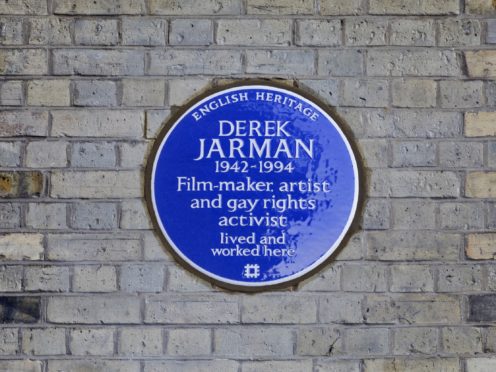 ENGLISH HERITAGE
DEREK
JARMAN
1942-1994
Film-maker, artist
and gay rights
activist
lived and
worked here